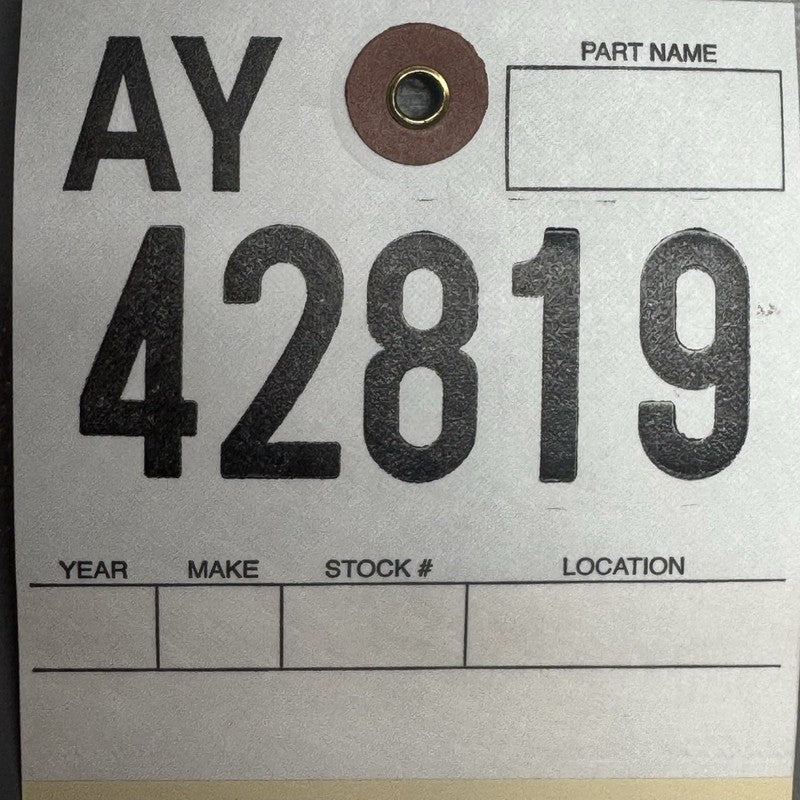 AY
PART NAME
42819
YEAR MAKE STOCK # LOCATION